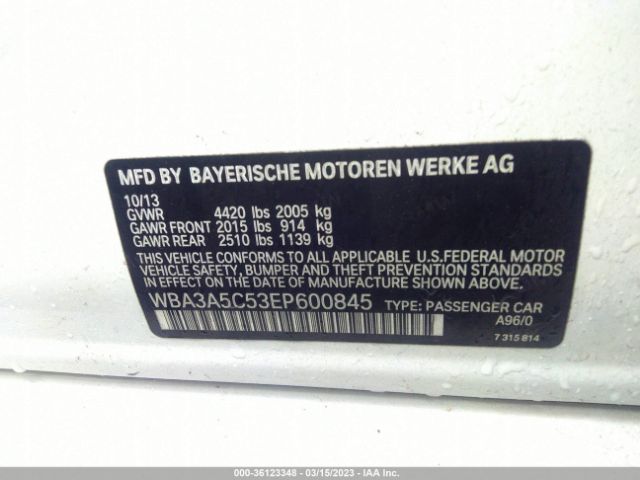 MFD BY BAYERISCHE MOTOREN WERKE AG
10/13
GVWR 4420 lbs 2005 kg
GAWR FRONT 2015 lbs 914 kg
GAWR REAR 2510 lbs 1139 kg
THIS VEHICLE CONFORMS TO ALL APPLICABLE U.S.FEDERAL MOTOR
VEHICLE SAFETY, BUMPER, AND THEFT PREVENTION STANDARDS
IN EFFECT ON THE DATE OF MANUFACTURE SHOWN ABOVE.
WBA3A5C53EP600845 TYPE: PASSENGER CAR
A96/0
7 315 814
000-36123348 - 03/15/2023 - IAA Inc.